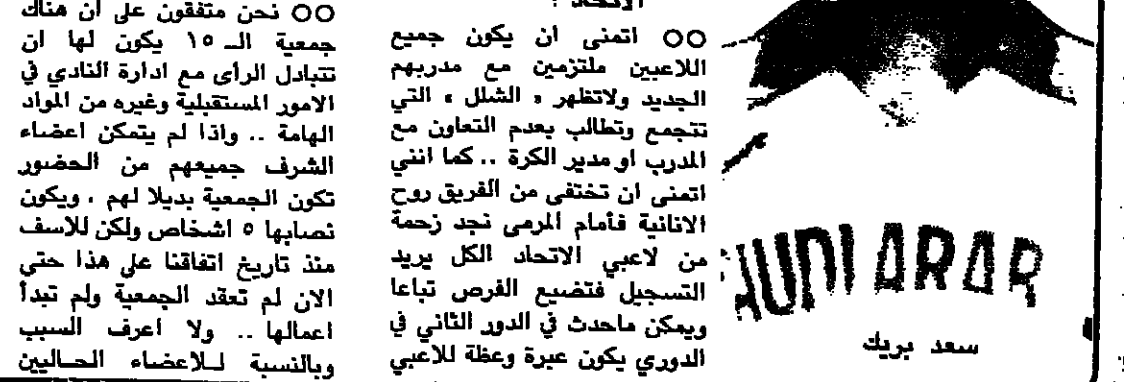 الاتحاد ؟
○○ اتمنى ان يكون جميع
اللاعبين ملتزمين مع مدربهم
الجديد ولاتظهر « الشلل » التي
تتجمع وتطالب بعدم التعاون مع
المدرب او مدير الكرة .. كما انني
اتمنى ان تختفى من الفريق روح
الانانية فأمام المرمى نجد زحمة
من لاعبي الاتحاد الكل يريد
التسجيل فتضيع الفرص تباعا
ويمكن ماحدث في الدور الثاني في
الدوري يكون عبرة وعظة للاعبي
○○ نحن متفقون على ان هناك
جمعية الـ ١٥ يكون لها ان
تتبادل الراى مع ادارة النادي في
الامور المستقبلية وغيره من المواد
الهامة .. واذا لم يتمكن اعضاء
الشرف جميعهم من الحضور
تكون الجمعية بديلا لهم ، ويكون
نصابها ٥ اشخاص ولكن للاسف
منذ تاريخ اتفاقنا على هذا حتى
الان لم تعقد الجمعية ولم تبدأ
اعمالها .. ولا اعرف السبب
وبالنسبة للاعضاء الحاليين
AUDI ARAB
سعد بريك